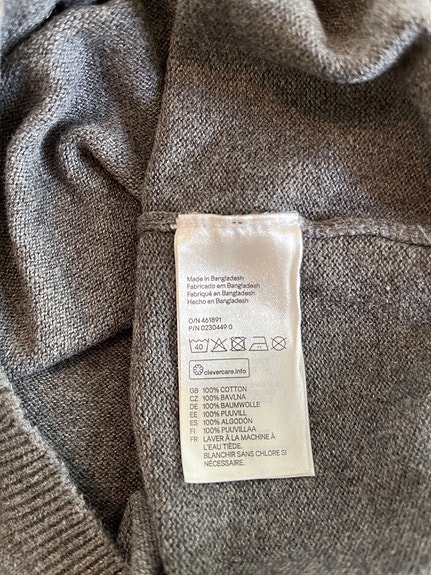 Made in Bangladesh
Fabricado em Bangladesh
Fabriqué en Bangladesh
Hecho en Bangladesh
O/N 461891
P/N 0230449 0
40
clevercare.info
GB 100% COTTON
CZ 100% BAVLNA
DE 100% BAUMWOLLE
EE 100% PUUVILL
ES 100% ALGODÓN
FI 100% PUUVILLAA
FR LAVER À LA MACHINE À
L'EAU TIÈDE.
BLANCHIR SANS CHLORE SI
NÉCESSAIRE.